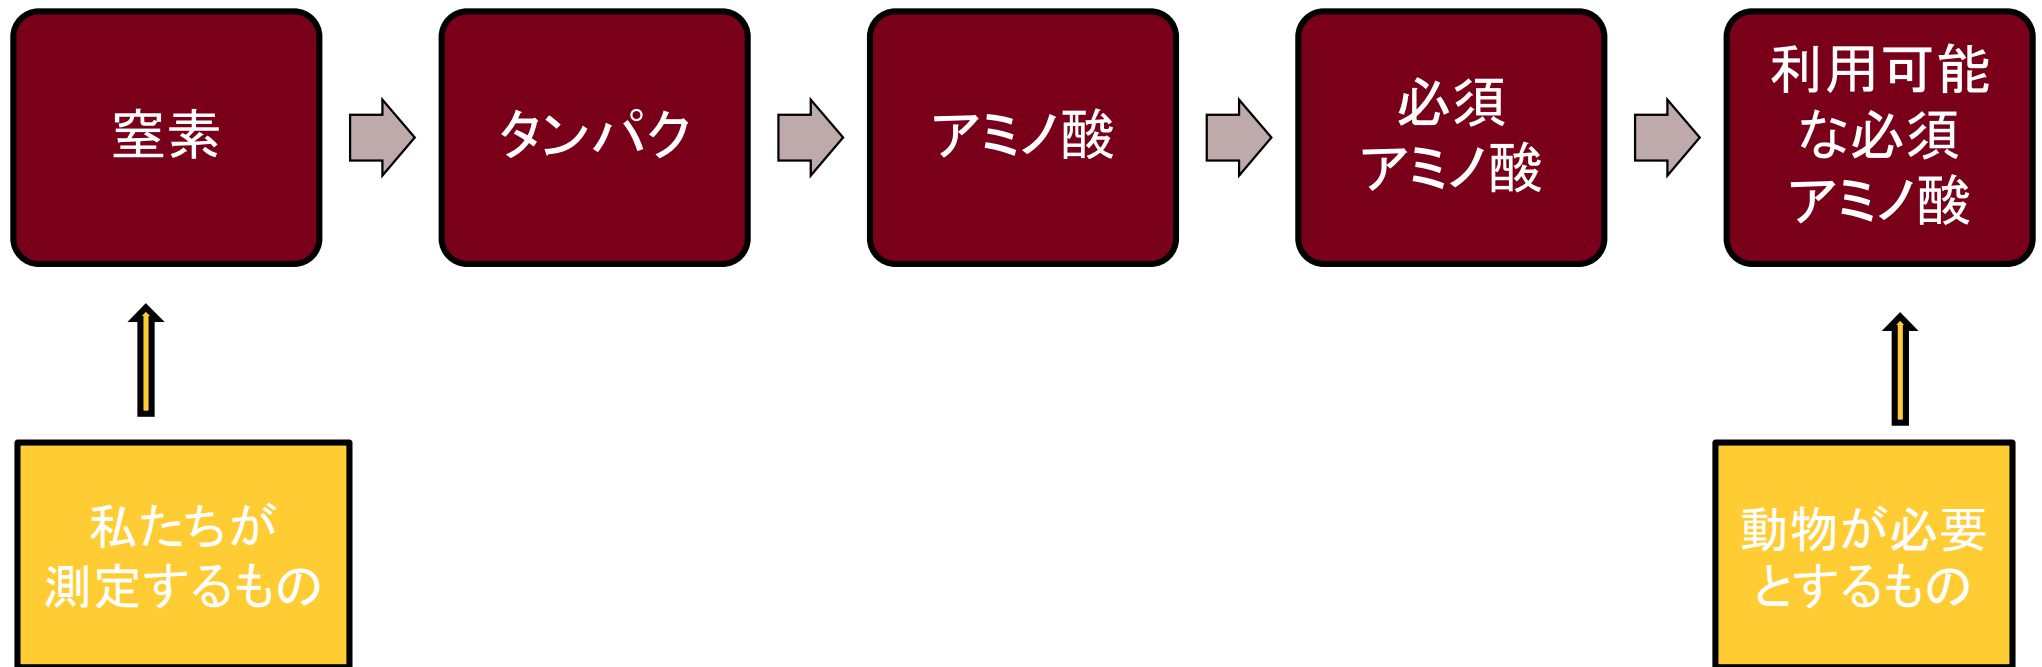 窒素
タンパク
アミノ酸
必須
アミノ酸
利用可能
な必須
アミノ酸
私たちが
測定するもの
動物が必要
とするもの